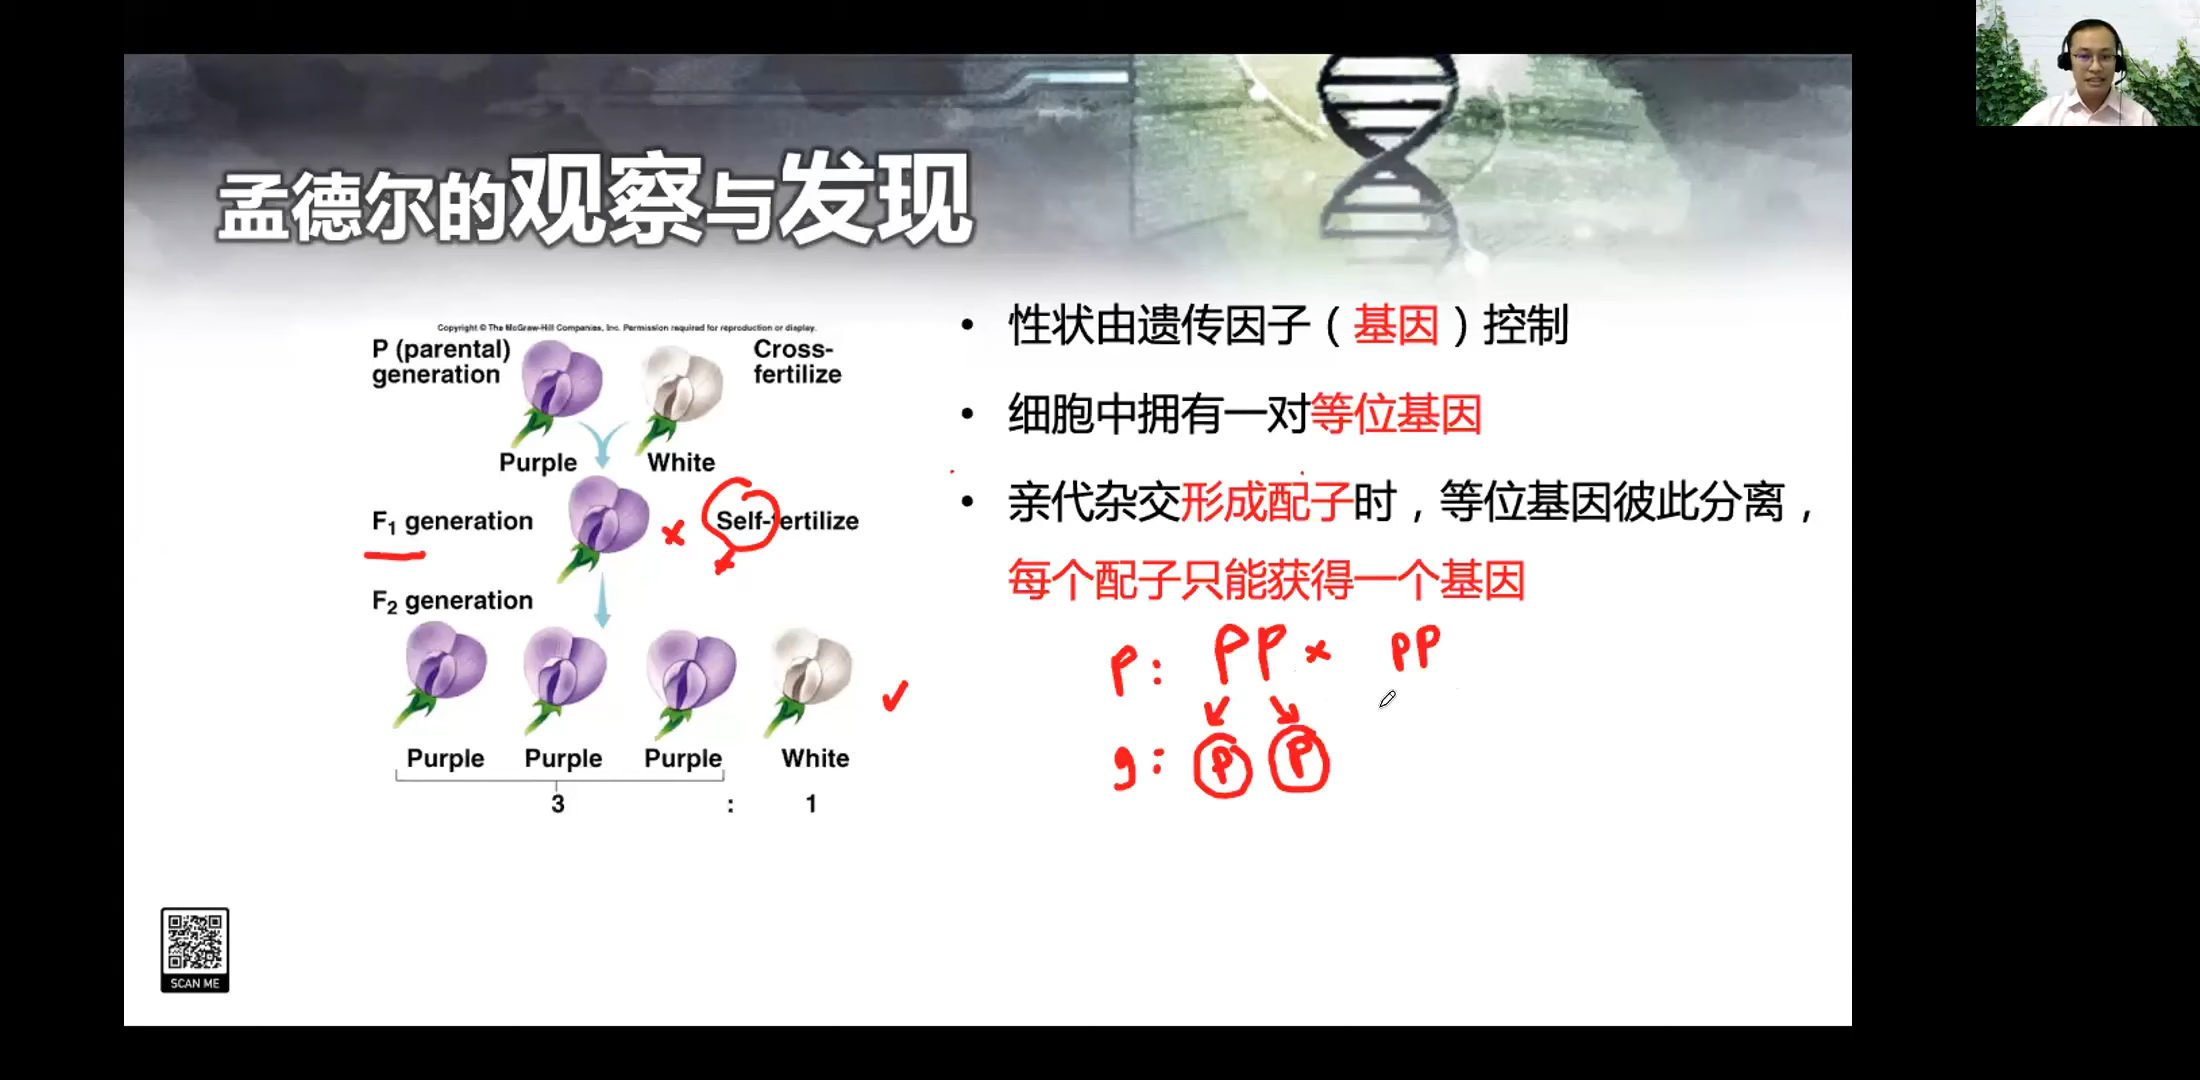 孟德尔的观察与发现
Copyright © The McGraw-Hill Companies, Inc. Permission required for reproduction or display.
P (parental) generation
Cross-fertilize
Purple
White
F1 generation
Self-fertilize
F2 generation
Purple
Purple
Purple
White
3 : 1
• 性状由遗传因子（基因）控制
• 细胞中拥有一对等位基因
• 亲代杂交形成配子时，等位基因彼此分离，
每个配子只能获得一个基因
P: PP × pp
g: P P
SCAN ME